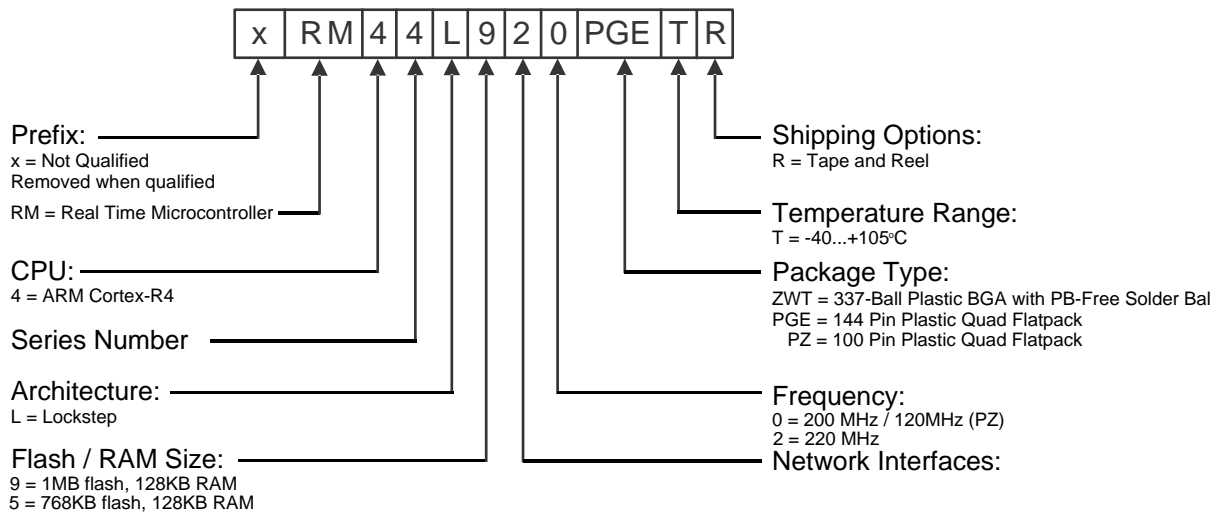 x RM 4 4 L 9 2 0 PGE T R
Prefix:
x = Not Qualified
Removed when qualified
RM = Real Time Microcontroller
CPU:
4 = ARM Cortex-R4
Series Number
Architecture:
L = Lockstep
Flash / RAM Size:
9 = 1MB flash, 128KB RAM
5 = 768KB flash, 128KB RAM
Shipping Options:
R = Tape and Reel
Temperature Range:
T = -40...+105°C
Package Type:
ZWT = 337-Ball Plastic BGA with PB-Free Solder Bal
PGE = 144 Pin Plastic Quad Flatpack
PZ = 100 Pin Plastic Quad Flatpack
Frequency:
0 = 200 MHz / 120MHz (PZ)
2 = 220 MHz
Network Interfaces: